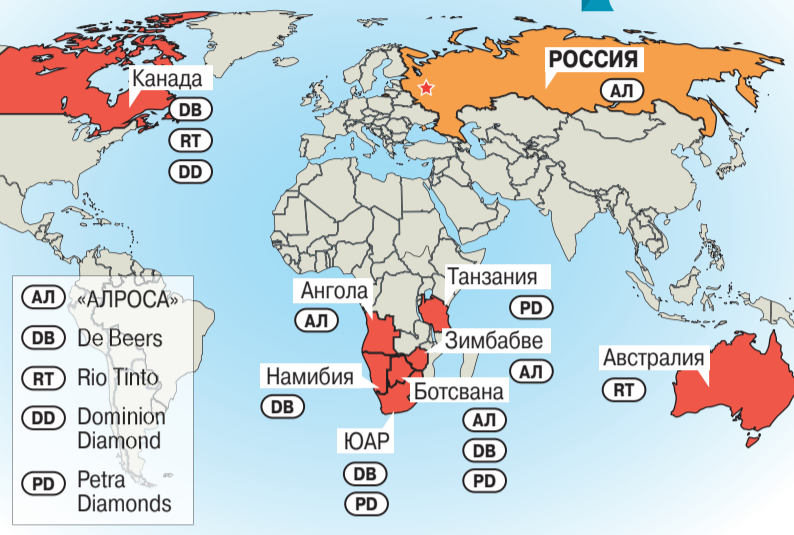 РОССИЯ
АЛ
Канада
DB
RT
DD
Ангола
АЛ
Танзания
PD
Зимбабве
АЛ
Намибия
DB
Ботсвана
АЛ
DB
PD
ЮАР
DB
PD
Австралия
RT
АЛ «АЛРОСА»
DB De Beers
RT Rio Tinto
DD Dominion
Diamond
PD Petra
Diamonds